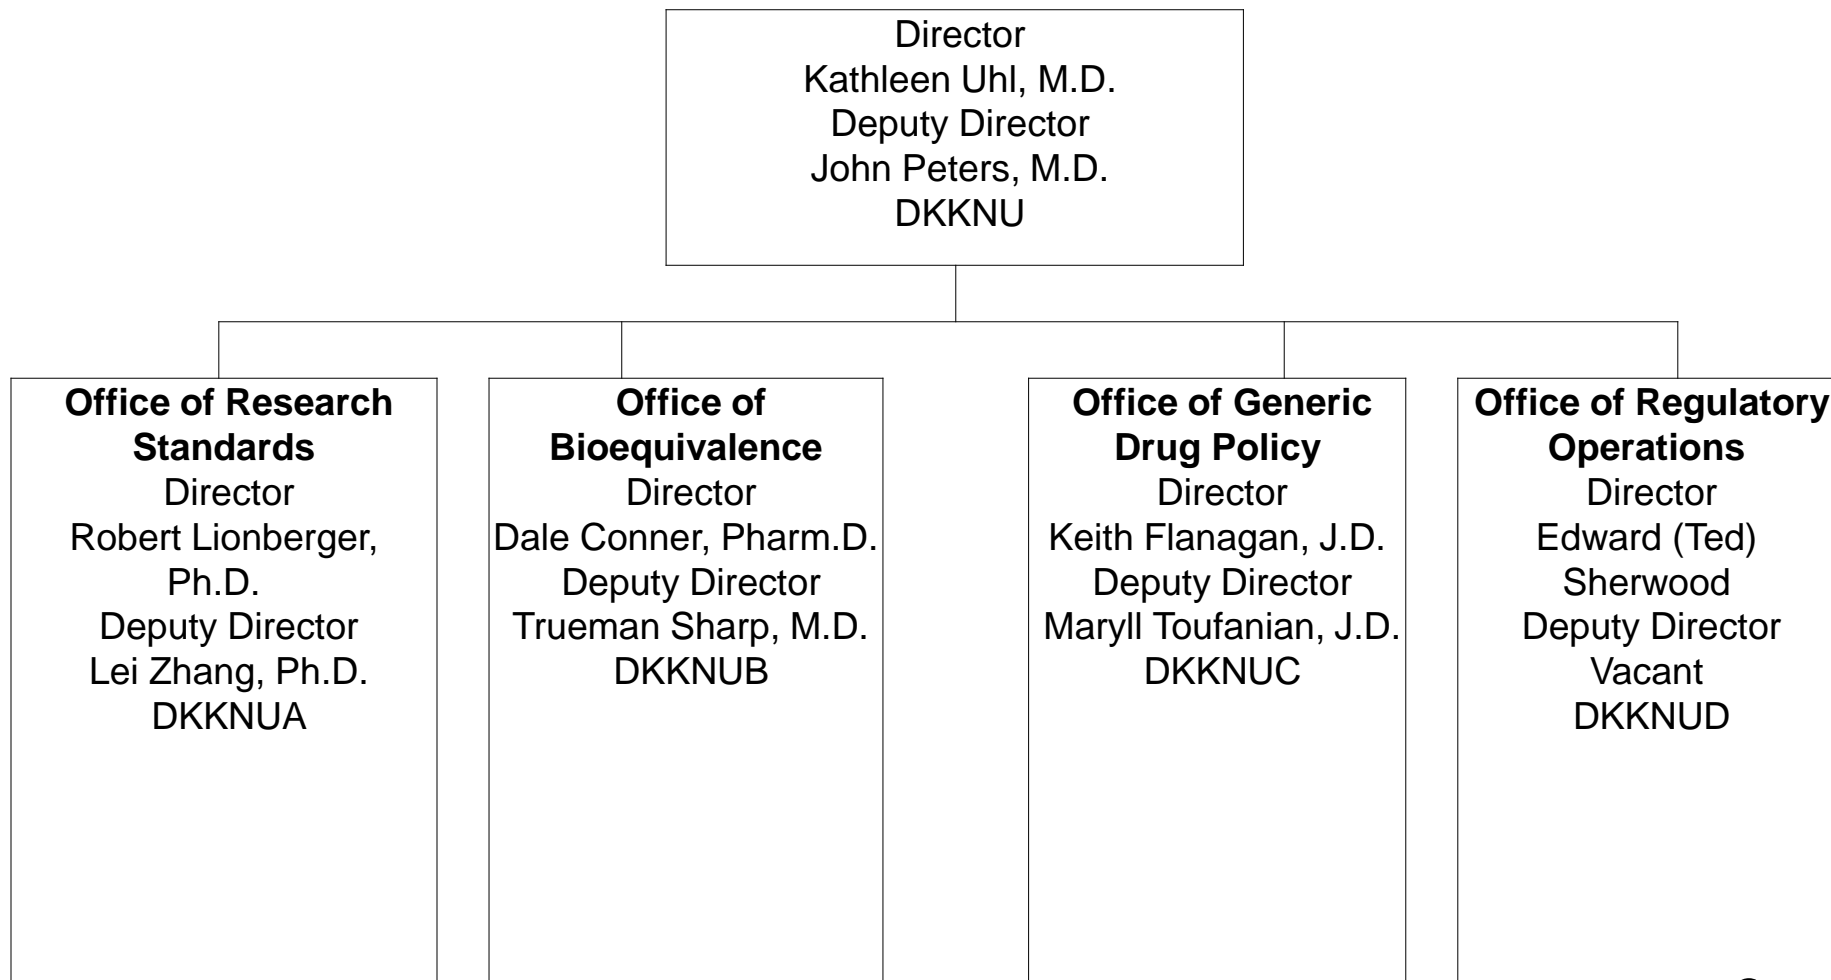 Director
Kathleen Uhl, M.D.
Deputy Director
John Peters, M.D.
DKKNU
Office of Research
Standards
Director
Robert Lionberger,
Ph.D.
Deputy Director
Lei Zhang, Ph.D.
DKKNUA
Office of
Bioequivalence
Director
Dale Conner, Pharm.D.
Deputy Director
Trueman Sharp, M.D.
DKKNUB
Office of Generic
Drug Policy
Director
Keith Flanagan, J.D.
Deputy Director
Maryll Toufanian, J.D.
DKKNUC
Office of Regulatory
Operations
Director
Edward (Ted)
Sherwood
Deputy Director
Vacant
DKKNUD